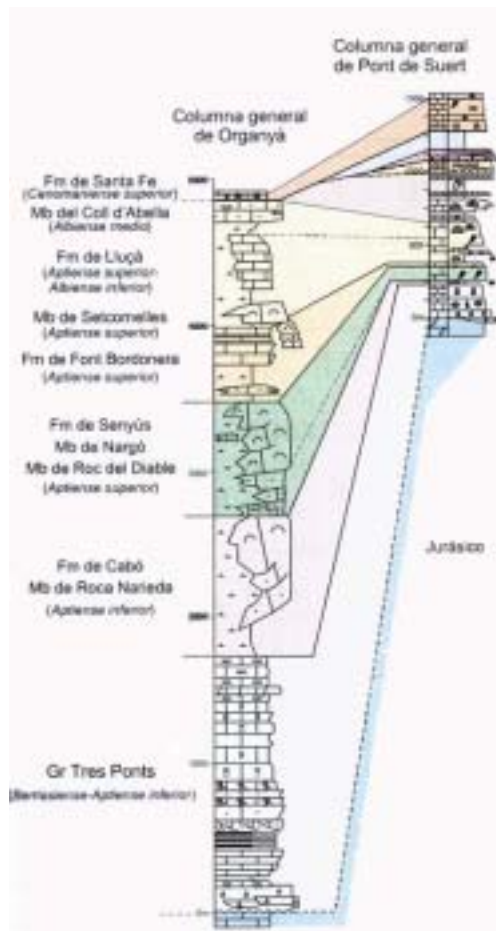 Columna general
de Pont de Suert
Columna general
de Organyà
Fm de Santa Fe
(Cenomaniense superior)
Mb del Coll d'Abella
(Albiense medio)
Fm de Lluçà
(Aptiense superior-
Albiense inferior)
Mb de Setcomelles
(Aptiense superior)
Fm de Font Bordonera
(Aptiense superior)
Fm de Senyús
Mb de Nargó
Mb de Roc del Diable
(Aptiense superior)
Jurásico
Fm de Cabó
Mb de Roca Narieda
(Aptiense inferior)
Gr Tres Ponts
(Berriasiense-Aptiense inferior)